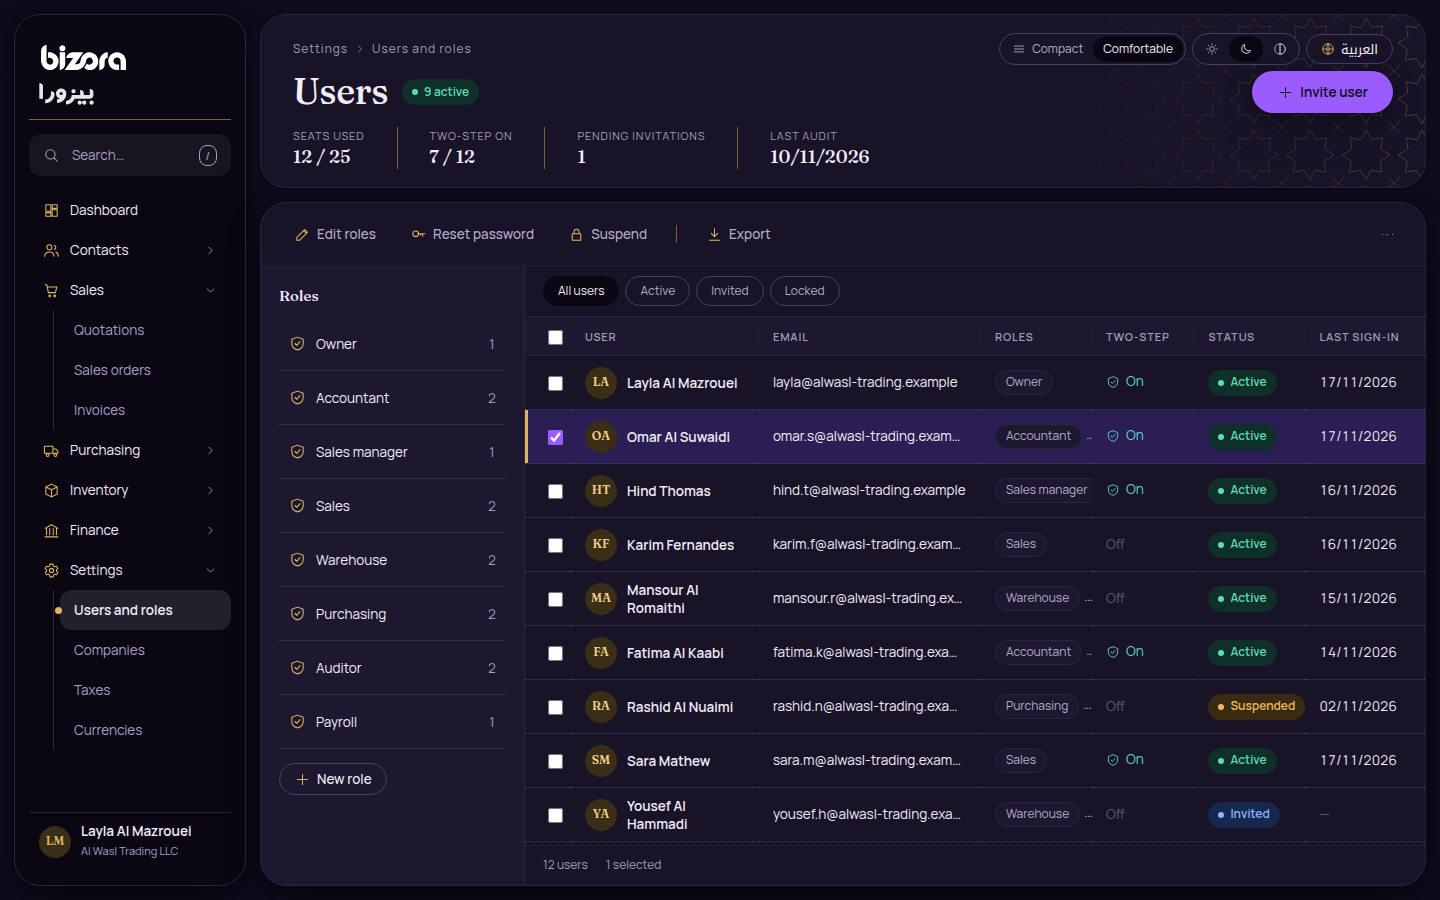 bizora
بيزورا
Search...
/
Dashboard
Contacts
Sales
Quotations
Sales orders
Invoices
Purchasing
Inventory
Finance
Settings
Users and roles
Companies
Taxes
Currencies
LM
Layla Al Mazrouei
Al Wasl Trading LLC
Settings > Users and roles
Compact
Comfortable
العربية
Users
9 active
Invite user
SEATS USED
12 / 25
TWO-STEP ON
7 / 12
PENDING INVITATIONS
1
LAST AUDIT
10/11/2026
Edit roles
Reset password
Suspend
Export
...
Roles
Owner 1
Accountant 2
Sales manager 1
Sales 2
Warehouse 2
Purchasing 2
Auditor 2
Payroll 1
New role
All users
Active
Invited
Locked
USER EMAIL ROLES TWO-STEP STATUS LAST SIGN-IN
LA Layla Al Mazrouei layla@alwasl-trading.example Owner On Active 17/11/2026
OA Omar Al Suwaidi omar.s@alwasl-trading.exam... Accountant .. On Active 17/11/2026
HT Hind Thomas hind.t@alwasl-trading.example Sales manager On Active 16/11/2026
KF Karim Fernandes karim.f@alwasl-trading.exam... Sales Off Active 16/11/2026
MA Mansour Al Romaithi mansour.r@alwasl-trading.ex... Warehouse ... Off Active 15/11/2026
FA Fatima Al Kaabi fatima.k@alwasl-trading.exa... Accountant .. On Active 14/11/2026
RA Rashid Al Nuaimi rashid.n@alwasl-trading.exa... Purchasing ... Off Suspended 02/11/2026
SM Sara Mathew sara.m@alwasl-trading.exam... Sales On Active 17/11/2026
YA Yousef Al Hammadi yousef.h@alwasl-trading.exa... Warehouse ... Off Invited —
12 users 1 selected